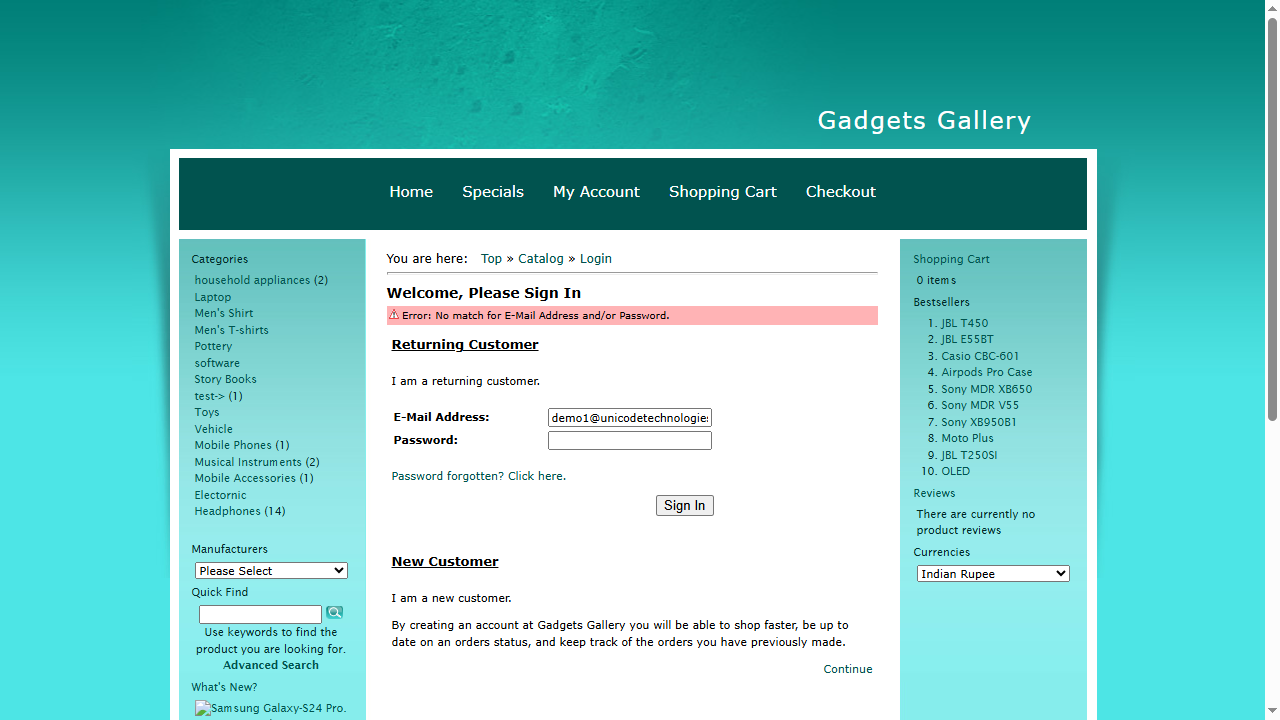 Gadgets Gallery
Home Specials My Account Shopping Cart Checkout
Categories
household appliances (2)
Laptop
Men's Shirt
Men's T-shirts
Pottery
software
Story Books
test-> (1)
Toys
Vehicle
Mobile Phones (1)
Musical Instruments (2)
Mobile Accessories (1)
Electornic
Headphones (14)
Manufacturers
Please Select
Quick Find
Use keywords to find the
product you are looking for.
Advanced Search
What's New?
Samsung Galaxy-S24 Pro.
You are here: Top » Catalog » Login
Welcome, Please Sign In
Error: No match for E-Mail Address and/or Password.
Returning Customer
I am a returning customer.
E-Mail Address: demo1@unicodetechnologies
Password:
Password forgotten? Click here.
Sign In
New Customer
I am a new customer.
By creating an account at Gadgets Gallery you will be able to shop faster, be up to
date on an orders status, and keep track of the orders you have previously made.
Continue
Shopping Cart
0 items
Bestsellers
1. JBL T450
2. JBL E55BT
3. Casio CBC-601
4. Airpods Pro Case
5. Sony MDR XB650
6. Sony MDR V55
7. Sony XB950B1
8. Moto Plus
9. JBL T250SI
10. OLED
Reviews
There are currently no
product reviews
Currencies
Indian Rupee